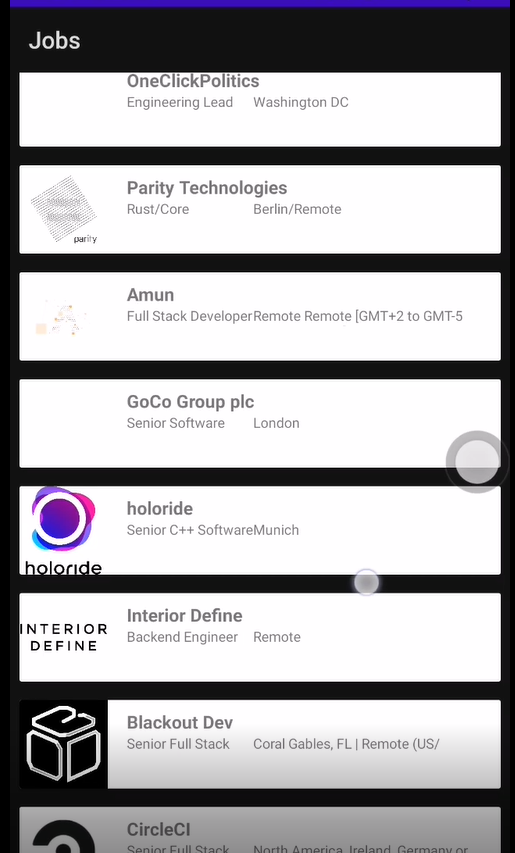 Jobs
OneClickPolitics
Engineering Lead Washington DC
Parity Technologies
Rust/Core Berlin/Remote
parity
Amun
Full Stack DeveloperRemote Remote [GMT+2 to GMT-5
GoCo Group plc
Senior Software London
holoride
Senior C++ SoftwareMunich
holoride
Interior Define
Backend Engineer Remote
INTERIOR
DEFINE
Blackout Dev
Senior Full Stack Coral Gables, FL | Remote (US/
CircleCI
Senior Full Stack North America, Ireland, Germany or